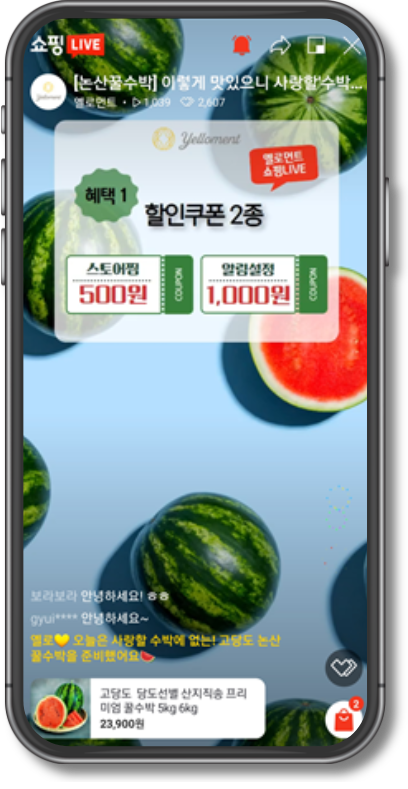 쇼핑 LIVE
[논산꿀수박] 이렇게 맛있으니 사랑할'수박...
옐로먼트 • ▷1,039 2,607
Yelloment
옐로먼트
쇼핑LIVE
혜택 1
할인쿠폰 2종
스토어찜
500원
COUPON
알림설정
1,000원
COUPON
보라보라 안녕하세요! ㅎㅎ
gyui**** 안녕하세요~
옐로💛 오늘은 사랑할 수박에 없는! 고당도 논산
꿀수박을 준비했어요🍉
고당도 당도선별 산지직송 프리
미엄 꿀수박 5kg 6kg
23,900원
2